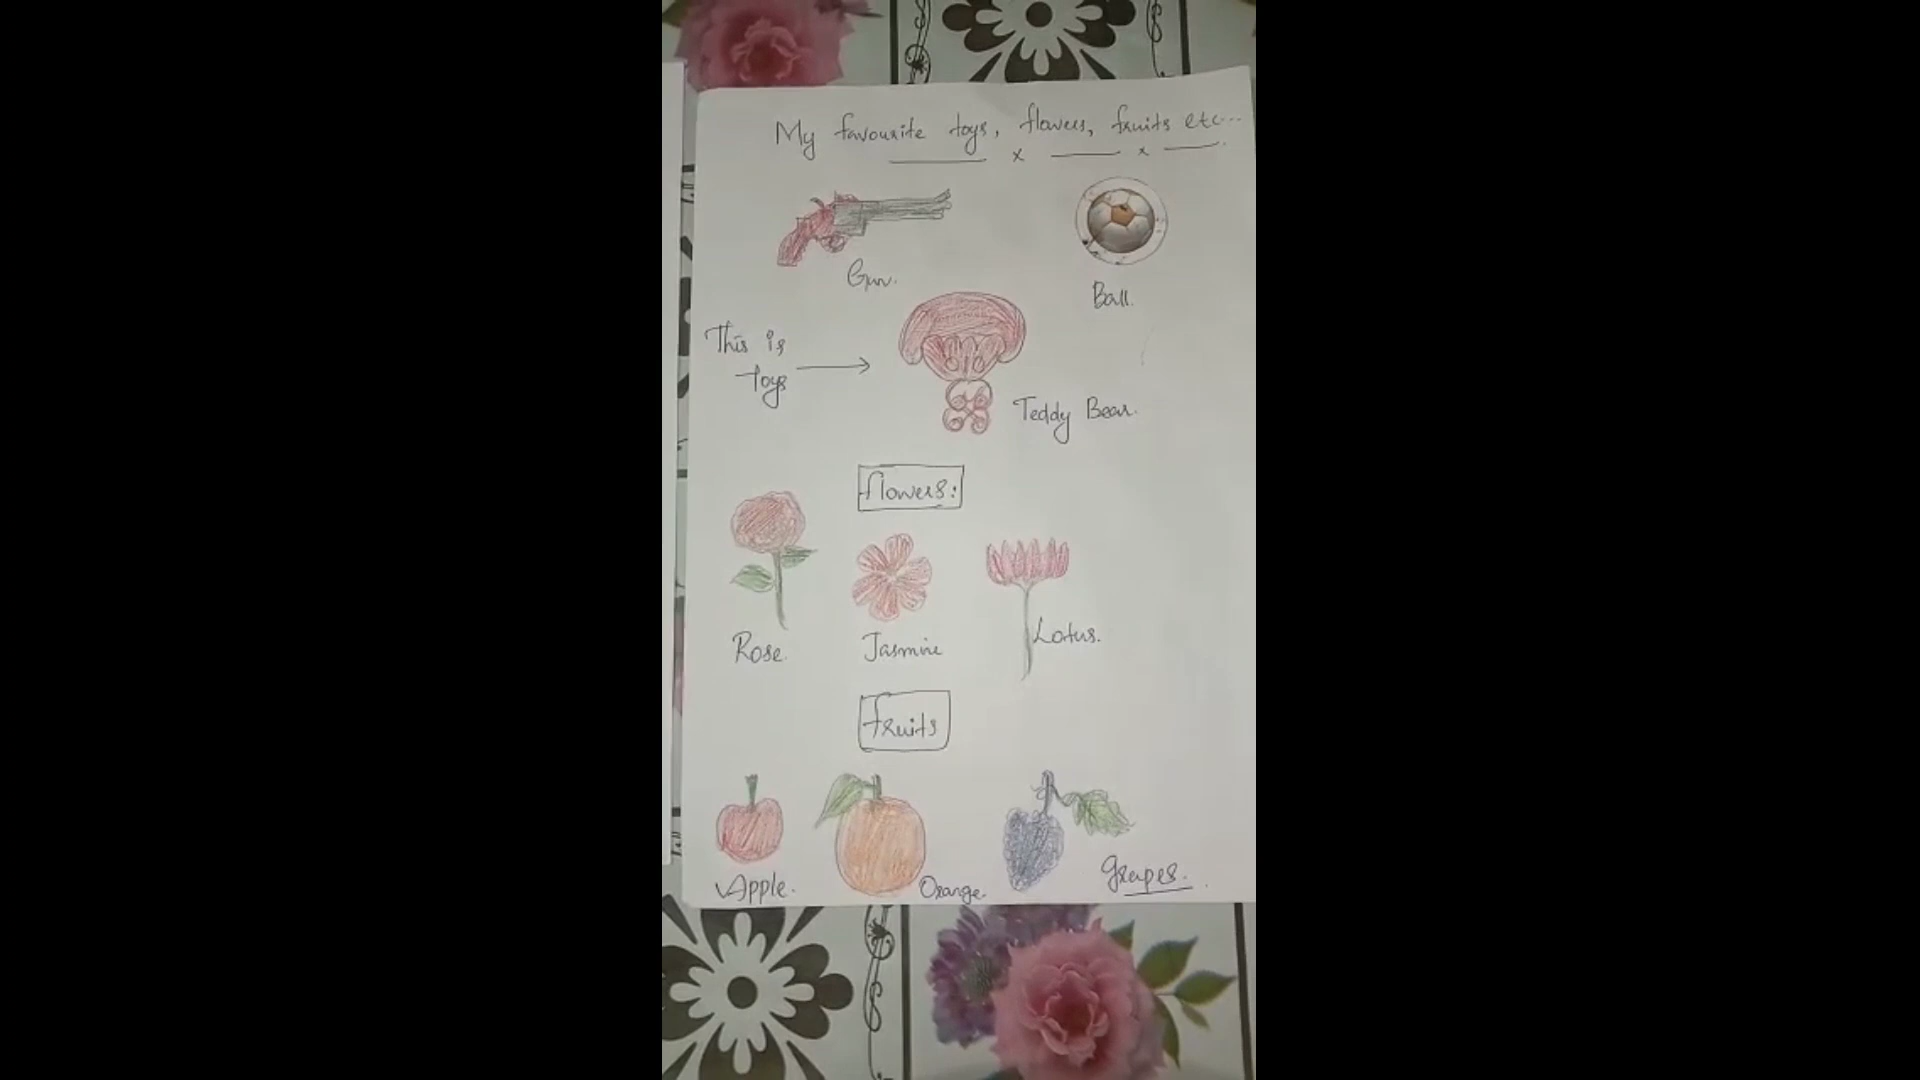 My favourite toys, flowers, fruits etc...
Gun.
Ball.
This is
toys
Teddy Bear.
flowers:
Rose.
Jasmine
Lotus.
fruits
Apple.
Orange.
grapes.